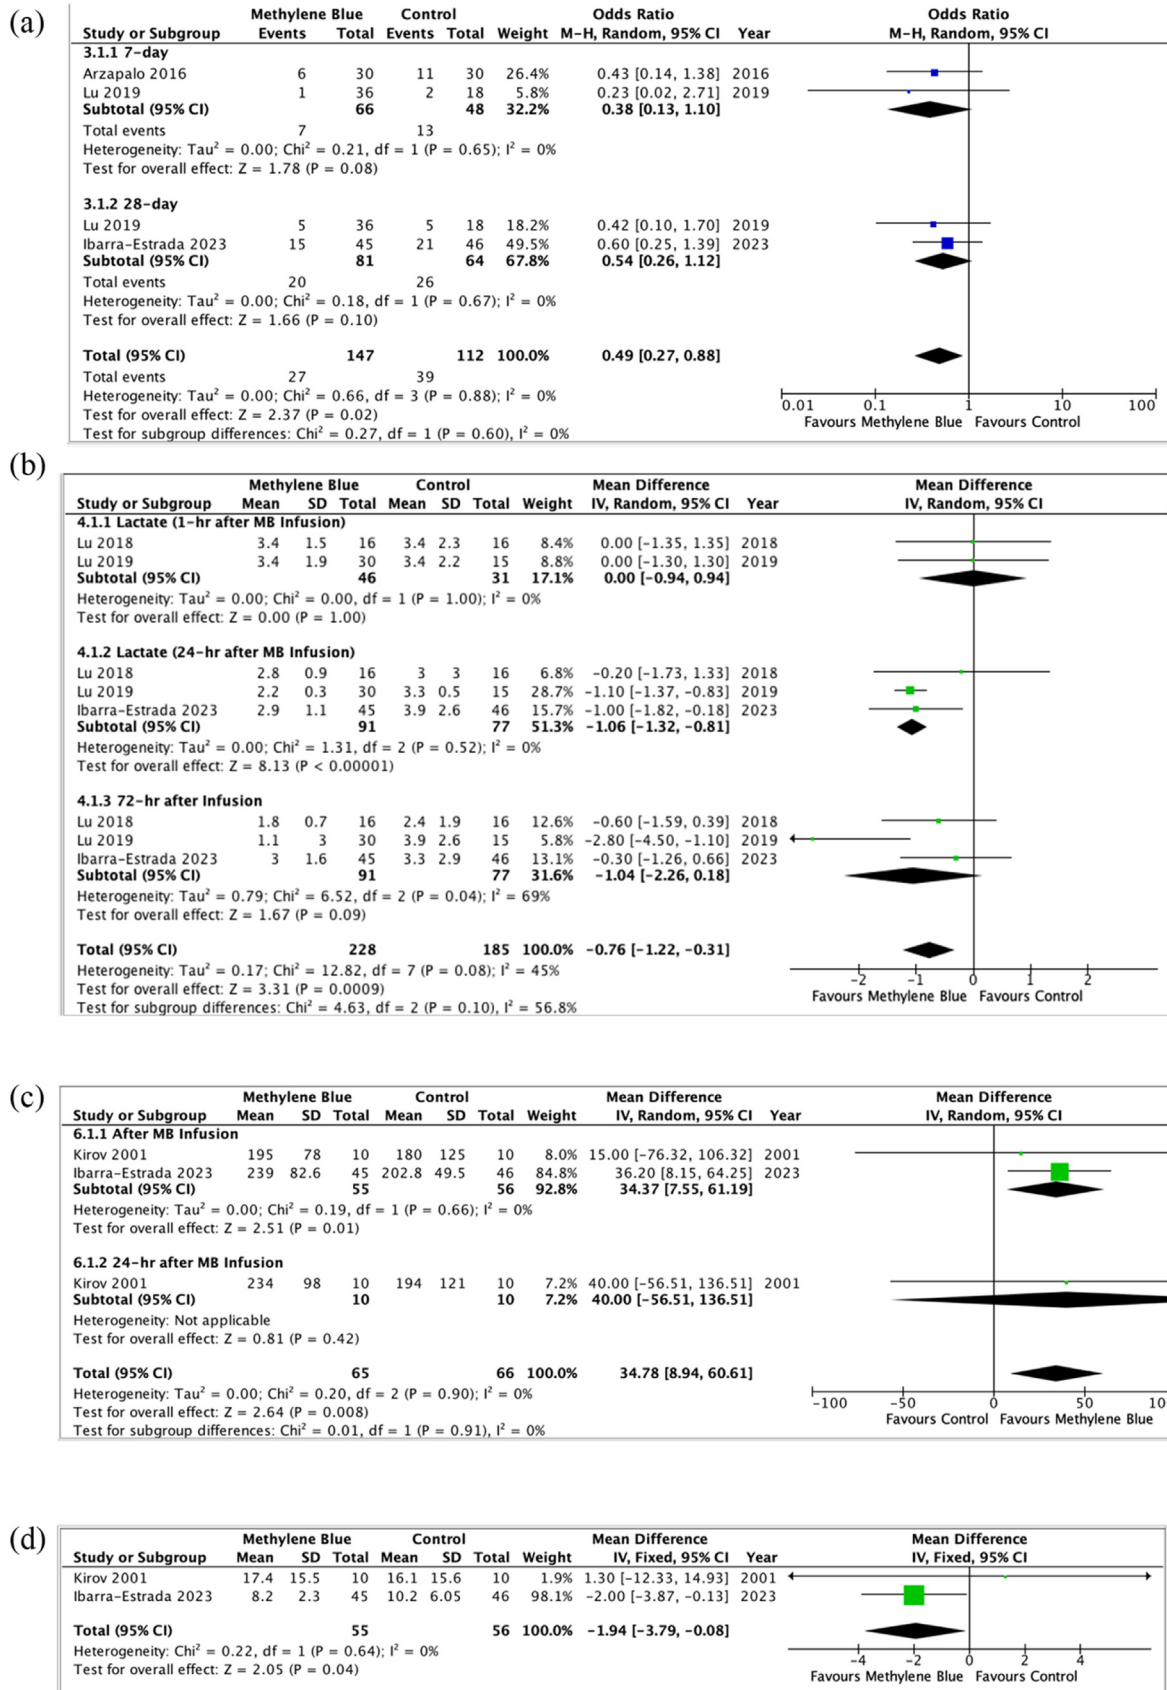 (a)
Methylene Blue Control Odds Ratio Odds Ratio
Study or Subgroup Events Total Events Total Weight M-H, Random, 95% CI Year M-H, Random, 95% CI
3.1.1 7-day
Arzapalo 2016 6 30 11 30 26.4% 0.43 [0.14, 1.38] 2016
Lu 2019 1 36 2 18 5.8% 0.23 [0.02, 2.71] 2019
Subtotal (95% CI) 66 48 32.2% 0.38 [0.13, 1.10]
Total events 7 13
Heterogeneity: Tau² = 0.00; Chi² = 0.21, df = 1 (P = 0.65); I² = 0%
Test for overall effect: Z = 1.78 (P = 0.08)
3.1.2 28-day
Lu 2019 5 36 5 18 18.2% 0.42 [0.10, 1.70] 2019
Ibarra-Estrada 2023 15 45 21 46 49.5% 0.60 [0.25, 1.39] 2023
Subtotal (95% CI) 81 64 67.8% 0.54 [0.26, 1.12]
Total events 20 26
Heterogeneity: Tau² = 0.00; Chi² = 0.18, df = 1 (P = 0.67); I² = 0%
Test for overall effect: Z = 1.66 (P = 0.10)
Total (95% CI) 147 112 100.0% 0.49 [0.27, 0.88]
Total events 27 39
Heterogeneity: Tau² = 0.00; Chi² = 0.66, df = 3 (P = 0.88); I² = 0%
Test for overall effect: Z = 2.37 (P = 0.02)
Test for subgroup differences: Chi² = 0.27, df = 1 (P = 0.60), I² = 0%
0.01 0.1 1 10 100
Favours Methylene Blue Favours Control
(b)
Methylene Blue Control Mean Difference Mean Difference
Study or Subgroup Mean SD Total Mean SD Total Weight IV, Random, 95% CI Year IV, Random, 95% CI
4.1.1 Lactate (1-hr after MB Infusion)
Lu 2018 3.4 1.5 16 3.4 2.3 16 8.4% 0.00 [-1.35, 1.35] 2018
Lu 2019 3.4 1.9 30 3.4 2.2 15 8.8% 0.00 [-1.30, 1.30] 2019
Subtotal (95% CI) 46 31 17.1% 0.00 [-0.94, 0.94]
Heterogeneity: Tau² = 0.00; Chi² = 0.00, df = 1 (P = 1.00); I² = 0%
Test for overall effect: Z = 0.00 (P = 1.00)
4.1.2 Lactate (24-hr after MB Infusion)
Lu 2018 2.8 0.9 16 3 3 16 6.8% -0.20 [-1.73, 1.33] 2018
Lu 2019 2.2 0.3 30 3.3 0.5 15 28.7% -1.10 [-1.37, -0.83] 2019
Ibarra-Estrada 2023 2.9 1.1 45 3.9 2.6 46 15.7% -1.00 [-1.82, -0.18] 2023
Subtotal (95% CI) 91 77 51.3% -1.06 [-1.32, -0.81]
Heterogeneity: Tau² = 0.00; Chi² = 1.31, df = 2 (P = 0.52); I² = 0%
Test for overall effect: Z = 8.13 (P < 0.00001)
4.1.3 72-hr after Infusion
Lu 2018 1.8 0.7 16 2.4 1.9 16 12.6% -0.60 [-1.59, 0.39] 2018
Lu 2019 1.1 3 30 3.9 2.6 15 5.8% -2.80 [-4.50, -1.10] 2019
Ibarra-Estrada 2023 3 1.6 45 3.3 2.9 46 13.1% -0.30 [-1.26, 0.66] 2023
Subtotal (95% CI) 91 77 31.6% -1.04 [-2.26, 0.18]
Heterogeneity: Tau² = 0.79; Chi² = 6.52, df = 2 (P = 0.04); I² = 69%
Test for overall effect: Z = 1.67 (P = 0.09)
Total (95% CI) 228 185 100.0% -0.76 [-1.22, -0.31]
Heterogeneity: Tau² = 0.17; Chi² = 12.82, df = 7 (P = 0.08); I² = 45%
Test for overall effect: Z = 3.31 (P = 0.0009)
Test for subgroup differences: Chi² = 4.63, df = 2 (P = 0.10), I² = 56.8%
-2 -1 0 1 2
Favours Methylene Blue Favours Control
(c)
Methylene Blue Control Mean Difference Mean Difference
Study or Subgroup Mean SD Total Mean SD Total Weight IV, Random, 95% CI Year IV, Random, 95% CI
6.1.1 After MB Infusion
Kirov 2001 195 78 10 180 125 10 8.0% 15.00 [-76.32, 106.32] 2001
Ibarra-Estrada 2023 239 82.6 45 202.8 49.5 46 84.8% 36.20 [8.15, 64.25] 2023
Subtotal (95% CI) 55 56 92.8% 34.37 [7.55, 61.19]
Heterogeneity: Tau² = 0.00; Chi² = 0.19, df = 1 (P = 0.66); I² = 0%
Test for overall effect: Z = 2.51 (P = 0.01)
6.1.2 24-hr after MB Infusion
Kirov 2001 234 98 10 194 121 10 7.2% 40.00 [-56.51, 136.51] 2001
Subtotal (95% CI) 10 10 7.2% 40.00 [-56.51, 136.51]
Heterogeneity: Not applicable
Test for overall effect: Z = 0.81 (P = 0.42)
Total (95% CI) 65 66 100.0% 34.78 [8.94, 60.61]
Heterogeneity: Tau² = 0.00; Chi² = 0.20, df = 2 (P = 0.90); I² = 0%
Test for overall effect: Z = 2.64 (P = 0.008)
Test for subgroup differences: Chi² = 0.01, df = 1 (P = 0.91), I² = 0%
-100 -50 0 50 10
Favours Control Favours Methylene Blue
(d)
Methylene Blue Control Mean Difference Mean Difference
Study or Subgroup Mean SD Total Mean SD Total Weight IV, Fixed, 95% CI Year IV, Fixed, 95% CI
Kirov 2001 17.4 15.5 10 16.1 15.6 10 1.9% 1.30 [-12.33, 14.93] 2001
Ibarra-Estrada 2023 8.2 2.3 45 10.2 6.05 46 98.1% -2.00 [-3.87, -0.13] 2023
Total (95% CI) 55 56 100.0% -1.94 [-3.79, -0.08]
Heterogeneity: Chi² = 0.22, df = 1 (P = 0.64); I² = 0%
Test for overall effect: Z = 2.05 (P = 0.04)
-4 -2 0 2 4
Favours Methylene Blue Favours Control